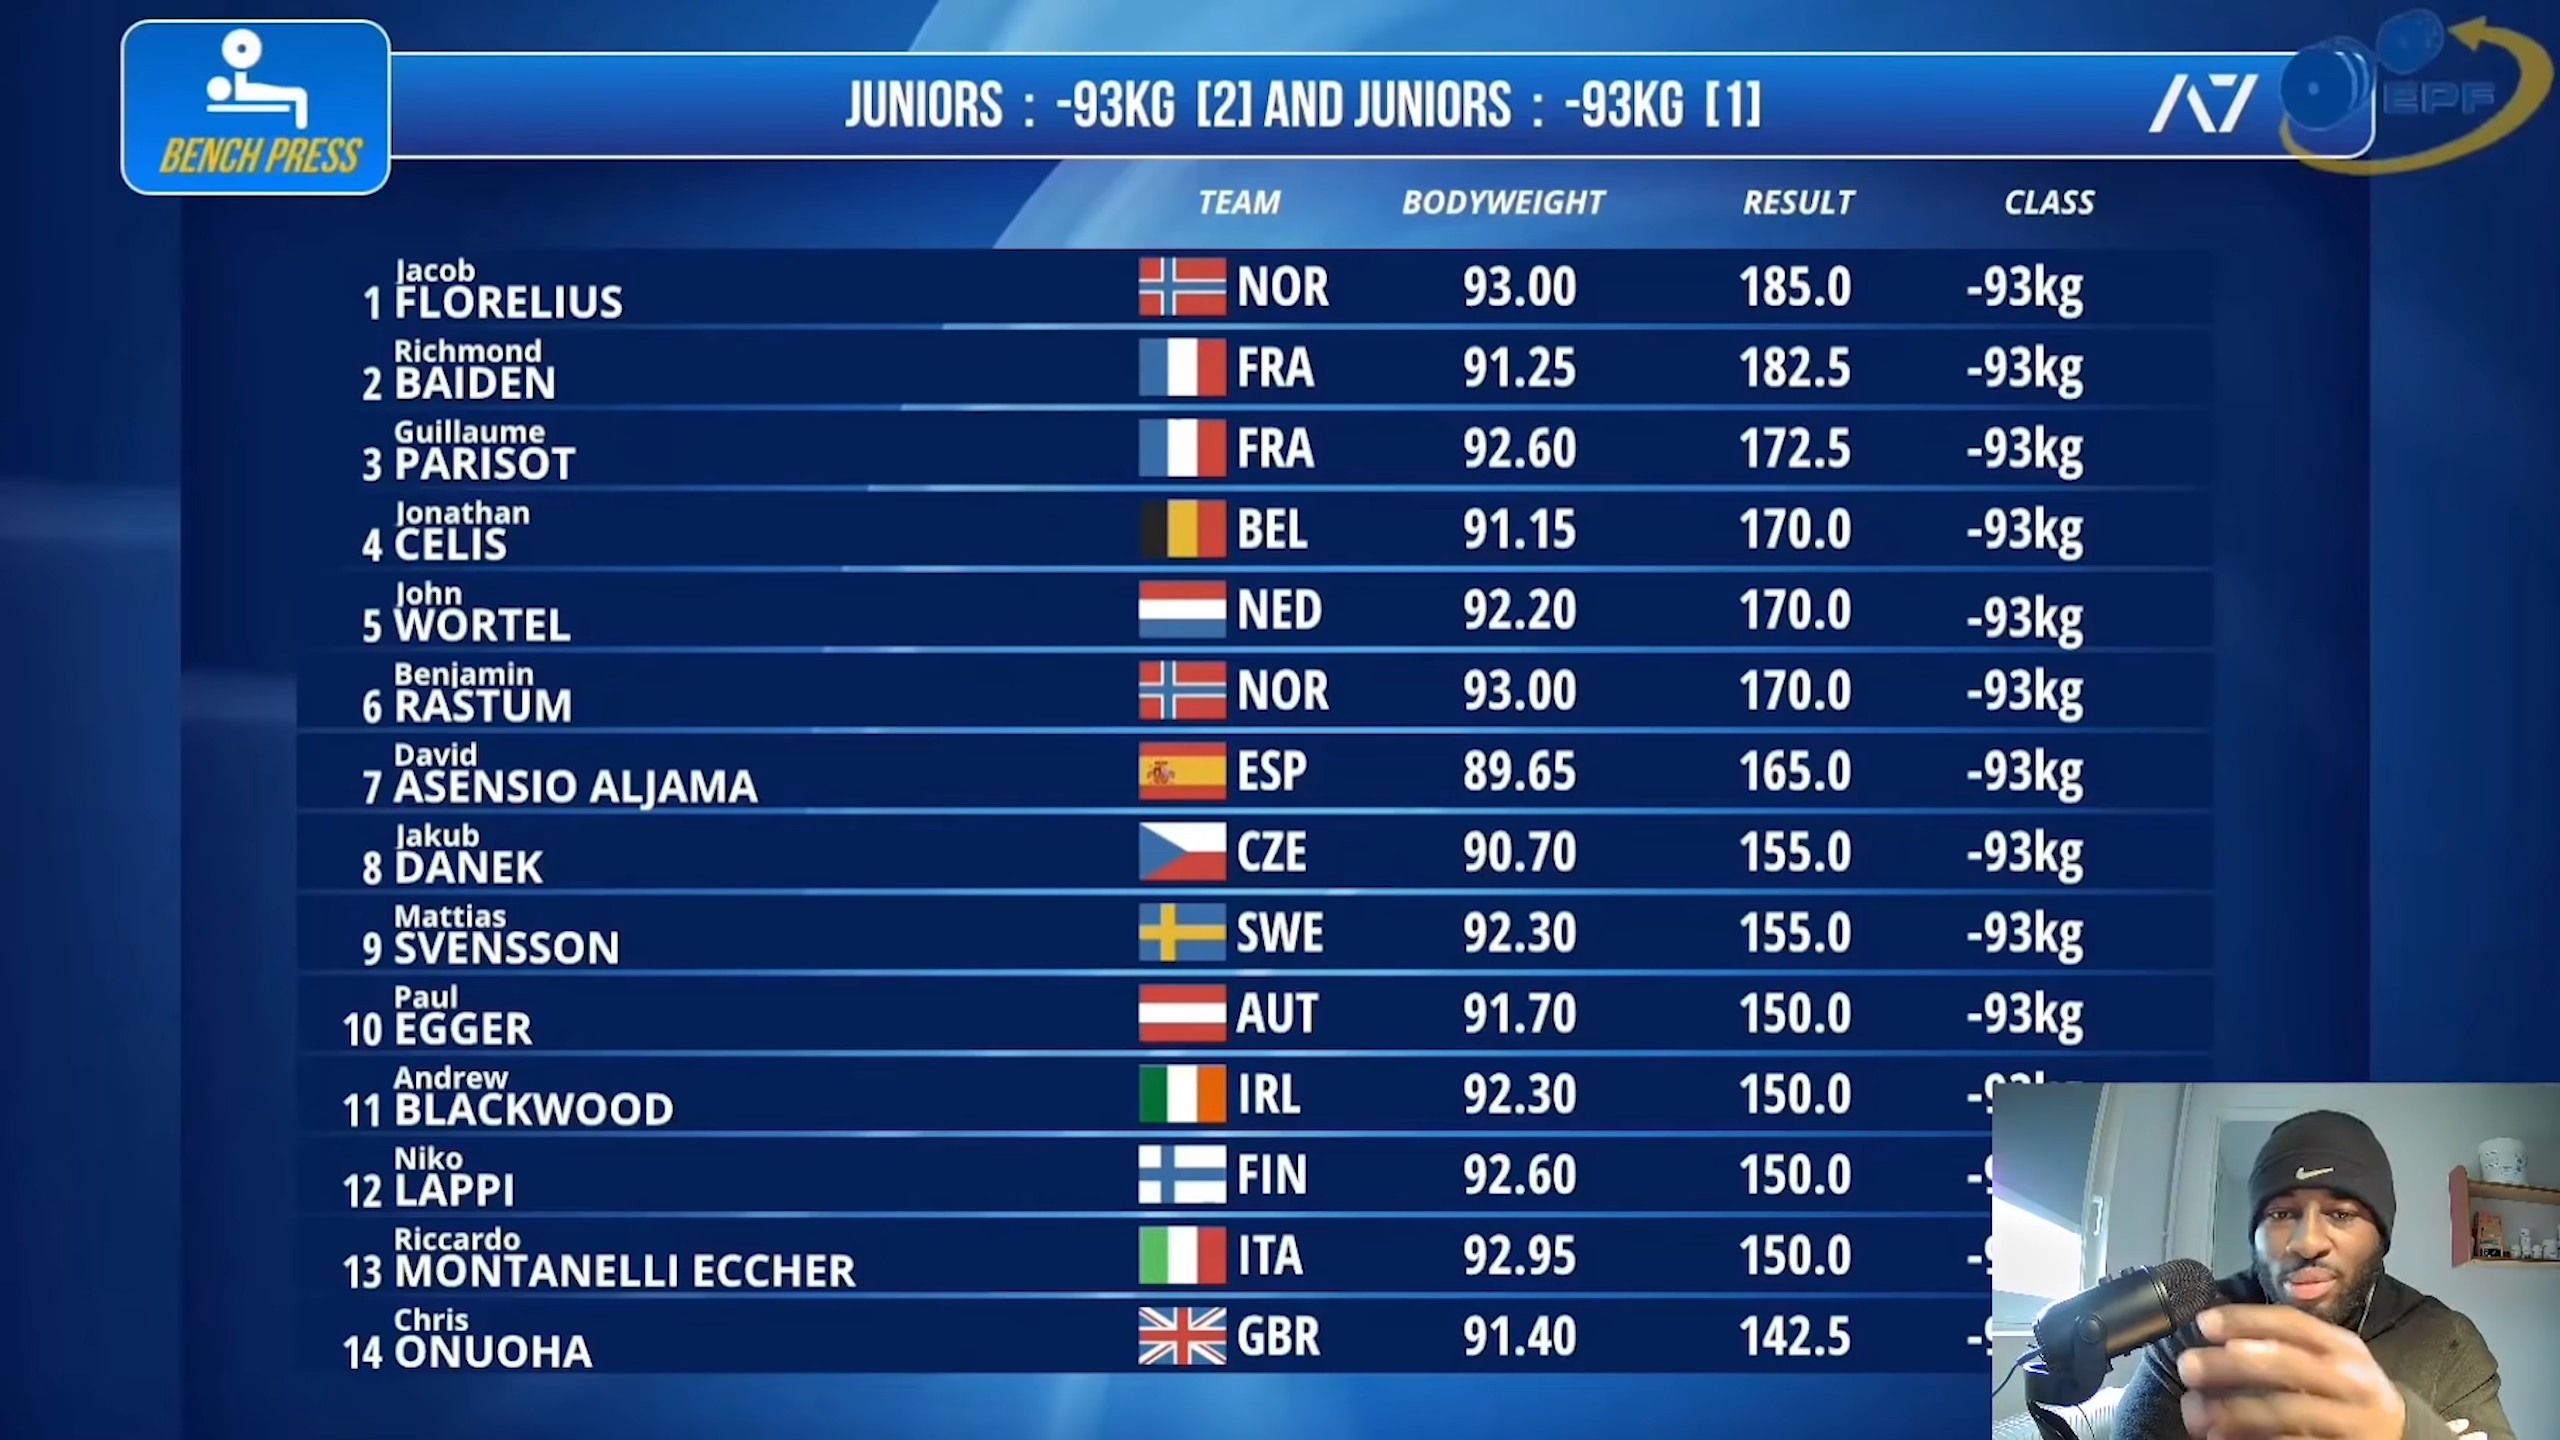 BENCH PRESS
JUNIORS : -93KG [2] AND JUNIORS : -93KG [1]
A7
EPF
TEAM BODYWEIGHT RESULT CLASS
Jacob
1 FLORELIUS NOR 93.00 185.0 -93kg
Richmond
2 BAIDEN FRA 91.25 182.5 -93kg
Guillaume
3 PARISOT FRA 92.60 172.5 -93kg
Jonathan
4 CELIS BEL 91.15 170.0 -93kg
John
5 WORTEL NED 92.20 170.0 -93kg
Benjamin
6 RASTUM NOR 93.00 170.0 -93kg
David
7 ASENSIO ALJAMA ESP 89.65 165.0 -93kg
Jakub
8 DANEK CZE 90.70 155.0 -93kg
Mattias
9 SVENSSON SWE 92.30 155.0 -93kg
Paul
10 EGGER AUT 91.70 150.0 -93kg
Andrew
11 BLACKWOOD IRL 92.30 150.0
Niko
12 LAPPI FIN 92.60 150.0
Riccardo
13 MONTANELLI ECCHER ITA 92.95 150.0
Chris
14 ONUOHA GBR 91.40 142.5